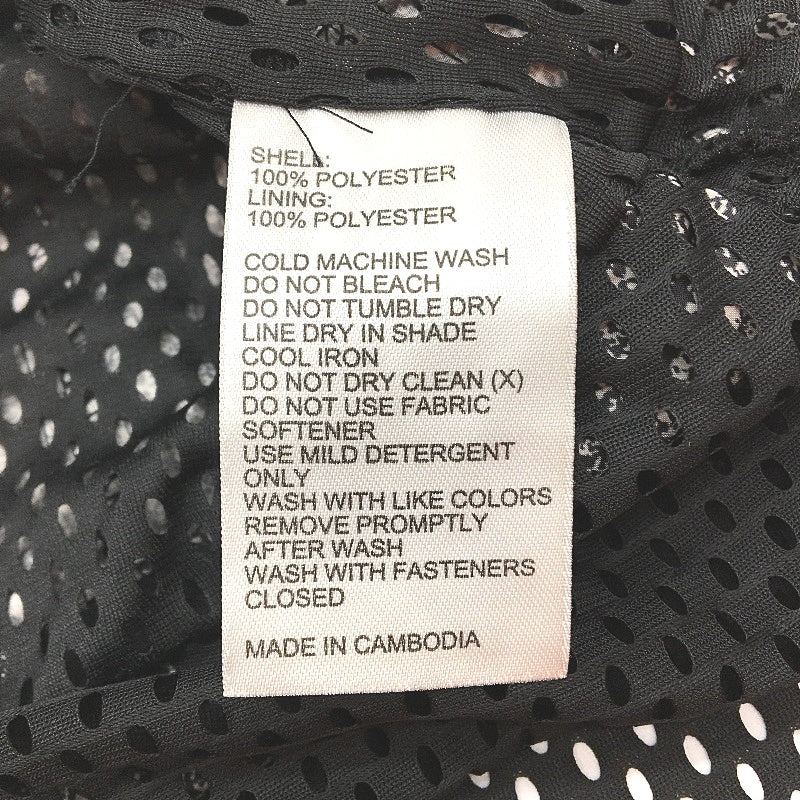 SHELL:
100% POLYESTER
LINING:
100% POLYESTER
COLD MACHINE WASH
DO NOT BLEACH
DO NOT TUMBLE DRY
LINE DRY IN SHADE
COOL IRON
DO NOT DRY CLEAN (X)
DO NOT USE FABRIC
SOFTENER
USE MILD DETERGENT
ONLY
WASH WITH LIKE COLORS
REMOVE PROMPTLY
AFTER WASH
WASH WITH FASTENERS
CLOSED
MADE IN CAMBODIA